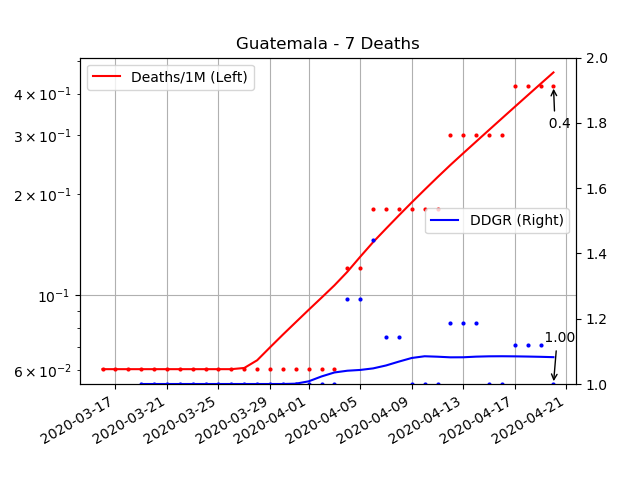 Guatemala - 7 Deaths
Deaths/1M (Left)
DDGR (Right)
4 × 10⁻¹
3 × 10⁻¹
2 × 10⁻¹
10⁻¹
6 × 10⁻²
2.0
1.8
1.6
1.4
1.2
1.0
0.4
1.00
2020-03-17
2020-03-21
2020-03-25
2020-03-29
2020-04-01
2020-04-05
2020-04-09
2020-04-13
2020-04-17
2020-04-21